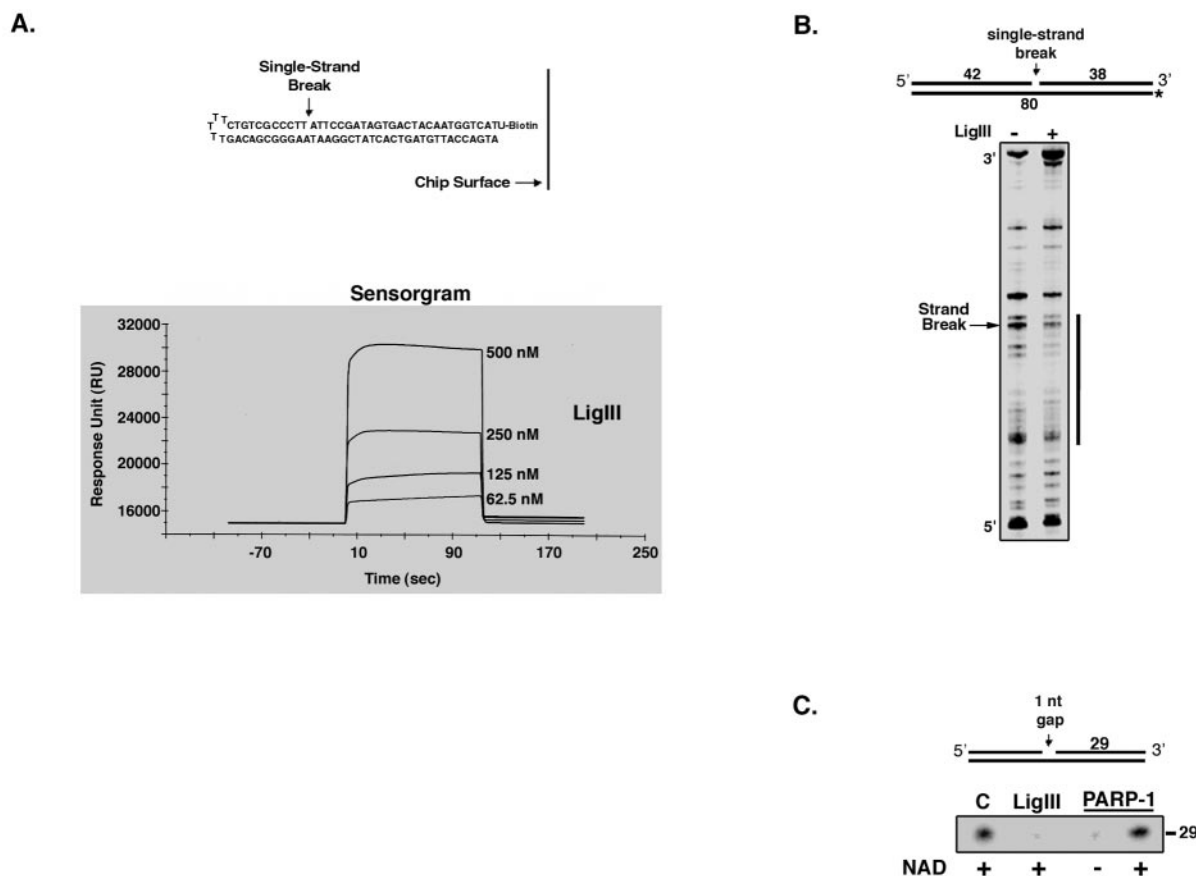 A.
Single-Strand
Break
T T T CTGTCGCCCTT ATTCCGATAGTGACTACAATGGTCATU-Biotin
T TGACAGCGGGAATAAGGCTATCACTGATGTTACCAGTA
Chip Surface
Sensorgram
Response Unit (RU)
32000
28000
24000
20000
16000
500 nM
250 nM
125 nM
62.5 nM
LigIII
-70 10 90 170 250
Time (sec)
B.
single-strand
break
5' 42 38 3'
80 *
LigIII - +
3'
Strand
Break
5'
C.
1 nt
gap
5' 29 3'
C LigIII PARP-1
29
NAD + + - +